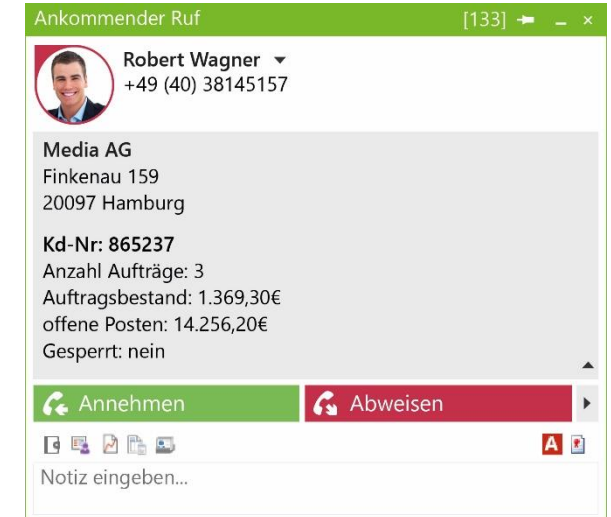 Ankommender Ruf [133]
Robert Wagner
+49 (40) 38145157
Media AG
Finkenau 159
20097 Hamburg
Kd-Nr: 865237
Anzahl Aufträge: 3
Auftragsbestand: 1.369,30€
offene Posten: 14.256,20€
Gesperrt: nein
Annehmen Abweisen
A
Notiz eingeben...